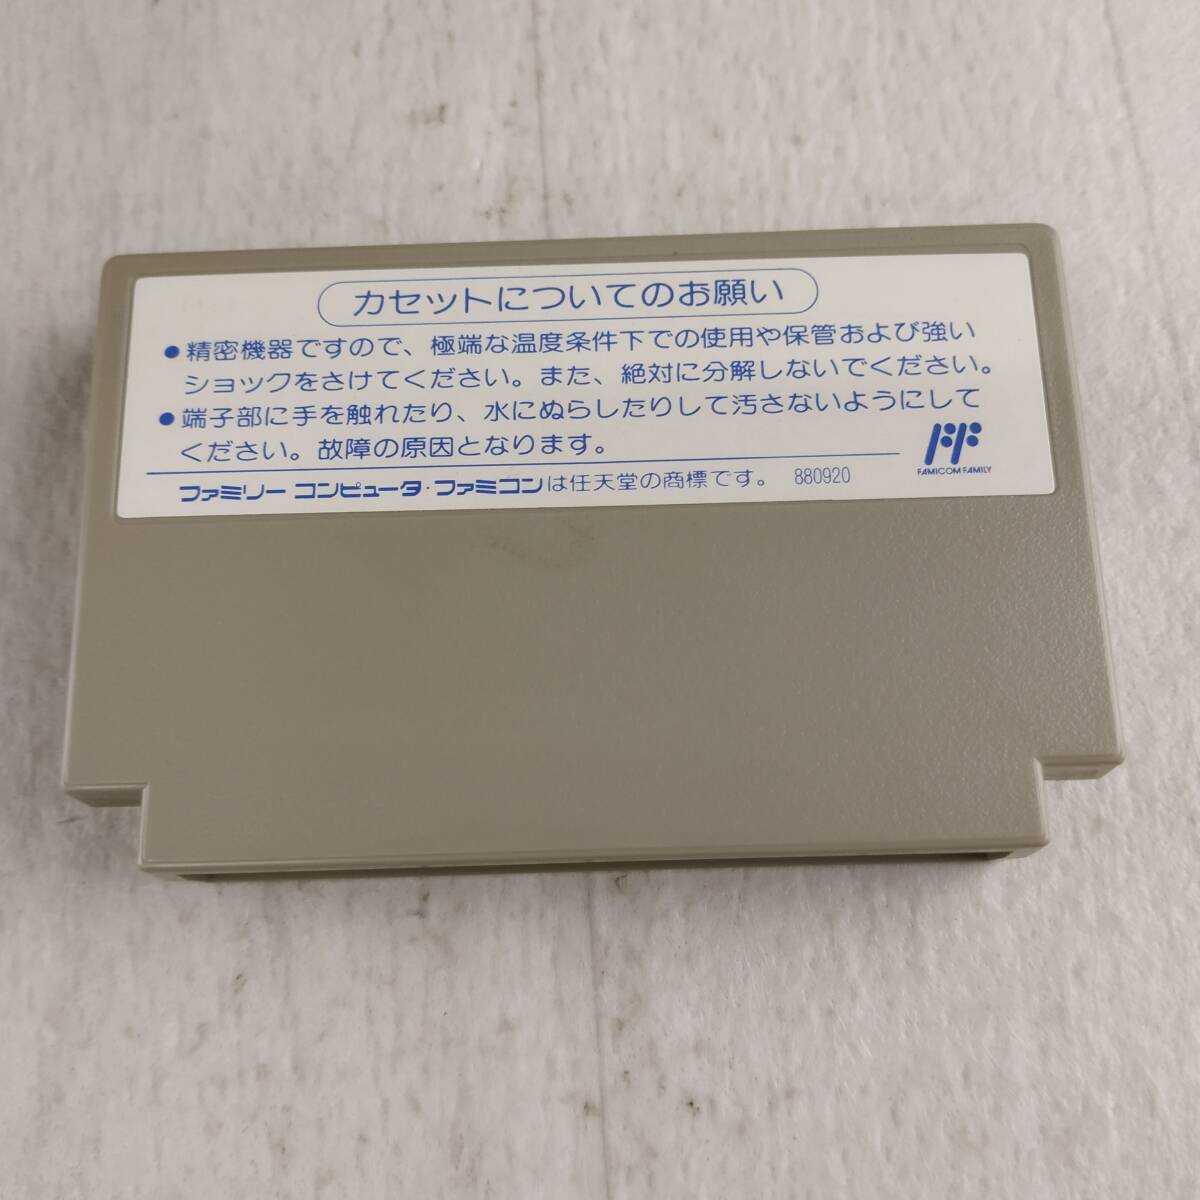 カセットについてのお願い
●精密機器ですので、極端な温度条件下での使用や保管および強い
ショックをさけてください。また、絶対に分解しないでください。
●端子部に手を触れたり、水にぬらしたりして汚さないようにして
ください。故障の原因となります。
FF
FAMICOM FAMILY
ファミリー コンピュータ・ファミコンは任天堂の商標です。 880920